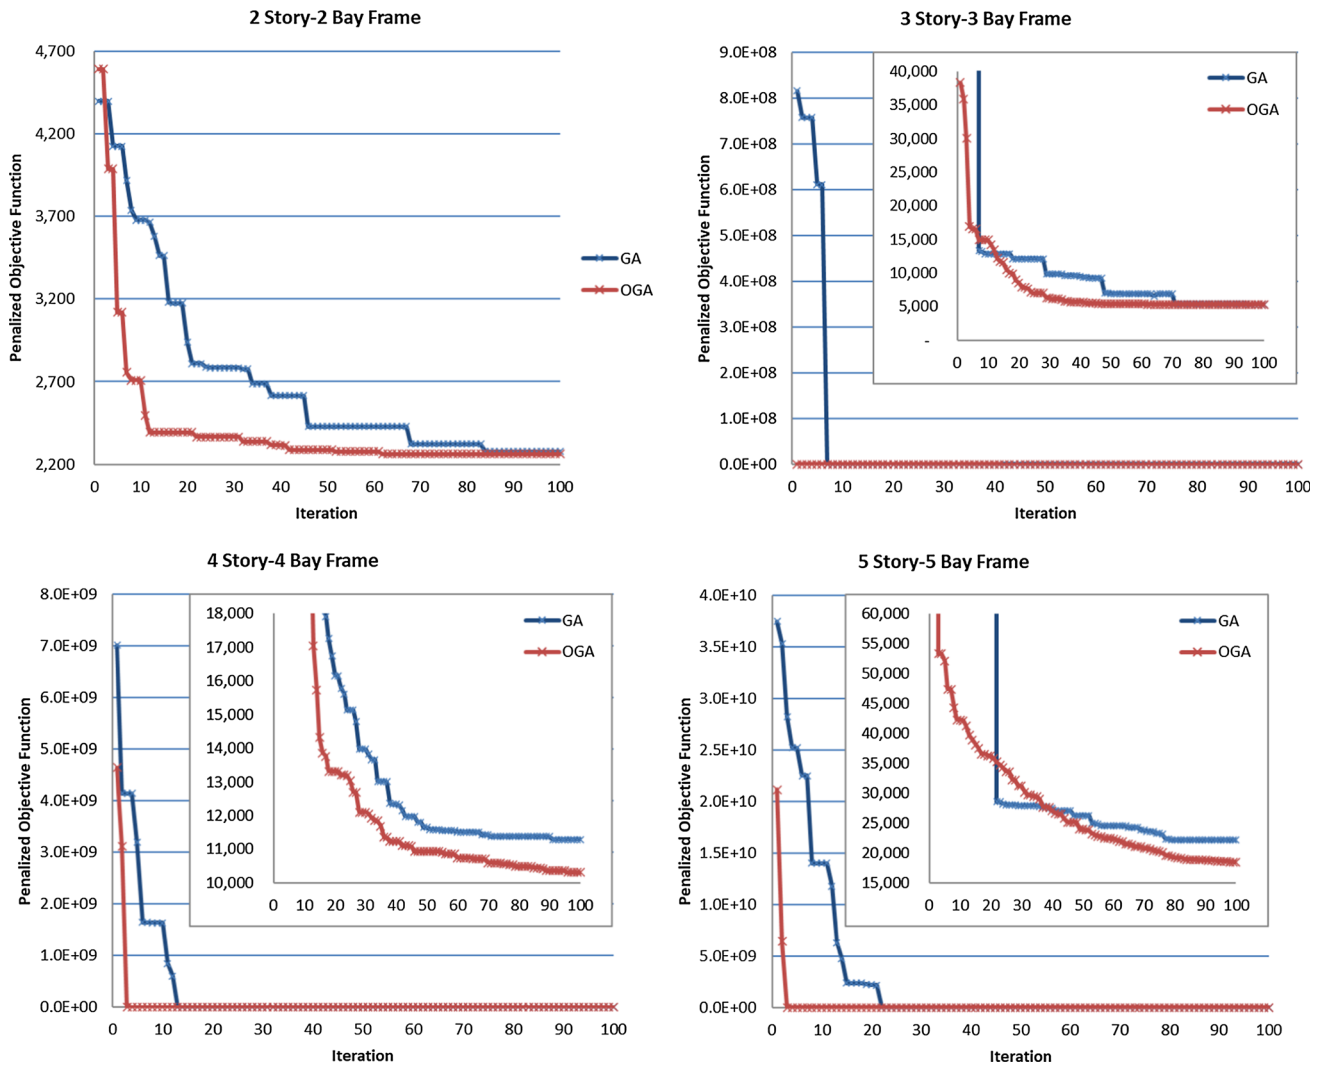 2 Story-2 Bay Frame
Penalized Objective Function
4,700
4,200
3,700
3,200
2,700
2,200
0 10 20 30 40 50 60 70 80 90 100
Iteration
GA
OGA
3 Story-3 Bay Frame
Penalized Objective Function
9.0E+08
8.0E+08
7.0E+08
6.0E+08
5.0E+08
4.0E+08
3.0E+08
2.0E+08
1.0E+08
0.0E+00
0 10 20 30 40 50 60 70 80 90 100
Iteration
40,000
35,000
30,000
25,000
20,000
15,000
10,000
5,000
-
0 10 20 30 40 50 60 70 80 90 100
GA
OGA
4 Story-4 Bay Frame
Penalized Objective Function
8.0E+09
7.0E+09
6.0E+09
5.0E+09
4.0E+09
3.0E+09
2.0E+09
1.0E+09
0.0E+00
0 10 20 30 40 50 60 70 80 90 100
Iteration
18,000
17,000
16,000
15,000
14,000
13,000
12,000
11,000
10,000
0 10 20 30 40 50 60 70 80 90 100
GA
OGA
5 Story-5 Bay Frame
Penalized Objective Function
4.0E+10
3.5E+10
3.0E+10
2.5E+10
2.0E+10
1.5E+10
1.0E+10
5.0E+09
0.0E+00
0 10 20 30 40 50 60 70 80 90 100
Iteration
60,000
55,000
50,000
45,000
40,000
35,000
30,000
25,000
20,000
15,000
0 10 20 30 40 50 60 70 80 90 100
GA
OGA